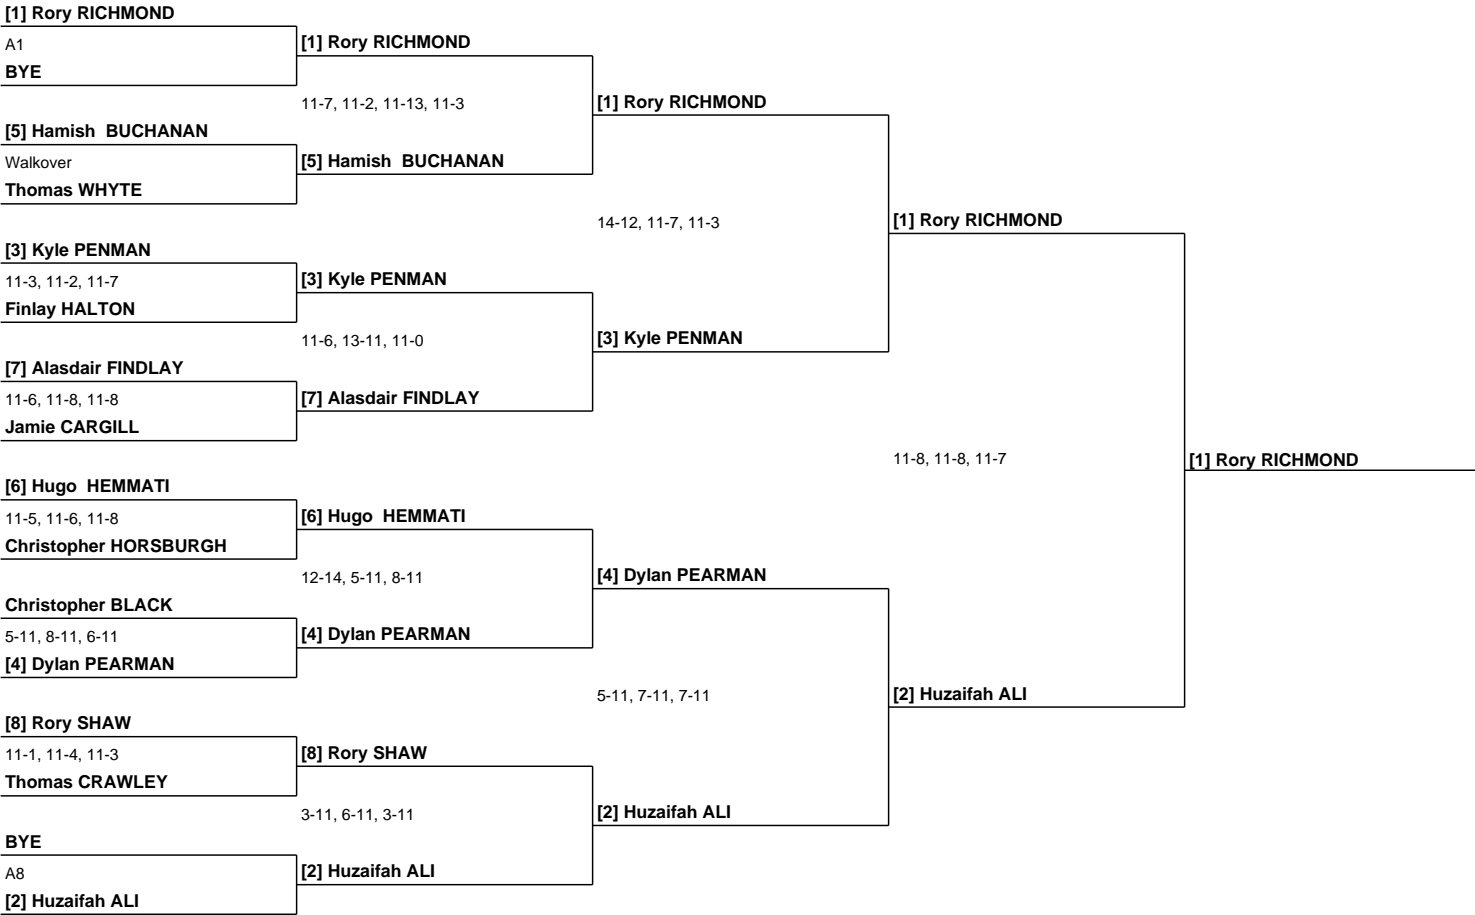 [1] Rory RICHMOND
A1
BYE
[5] Hamish  BUCHANAN
Walkover
Thomas WHYTE
[3] Kyle PENMAN
11-3, 11-2, 11-7
Finlay HALTON
[7] Alasdair FINDLAY
11-6, 11-8, 11-8
Jamie CARGILL
[6] Hugo  HEMMATI
11-5, 11-6, 11-8
Christopher HORSBURGH
Christopher BLACK
5-11, 8-11, 6-11
[4] Dylan PEARMAN
[8] Rory SHAW
11-1, 11-4, 11-3
Thomas CRAWLEY
BYE
A8
[2] Huzaifah ALI
[1] Rory RICHMOND
11-7, 11-2, 11-13, 11-3
[5] Hamish  BUCHANAN
[3] Kyle PENMAN
11-6, 13-11, 11-0
[7] Alasdair FINDLAY
[6] Hugo  HEMMATI
12-14, 5-11, 8-11
[4] Dylan PEARMAN
[8] Rory SHAW
3-11, 6-11, 3-11
[2] Huzaifah ALI
[1] Rory RICHMOND
14-12, 11-7, 11-3
[3] Kyle PENMAN
[4] Dylan PEARMAN
5-11, 7-11, 7-11
[2] Huzaifah ALI
[1] Rory RICHMOND
11-8, 11-8, 11-7
[2] Huzaifah ALI
[1] Rory RICHMOND